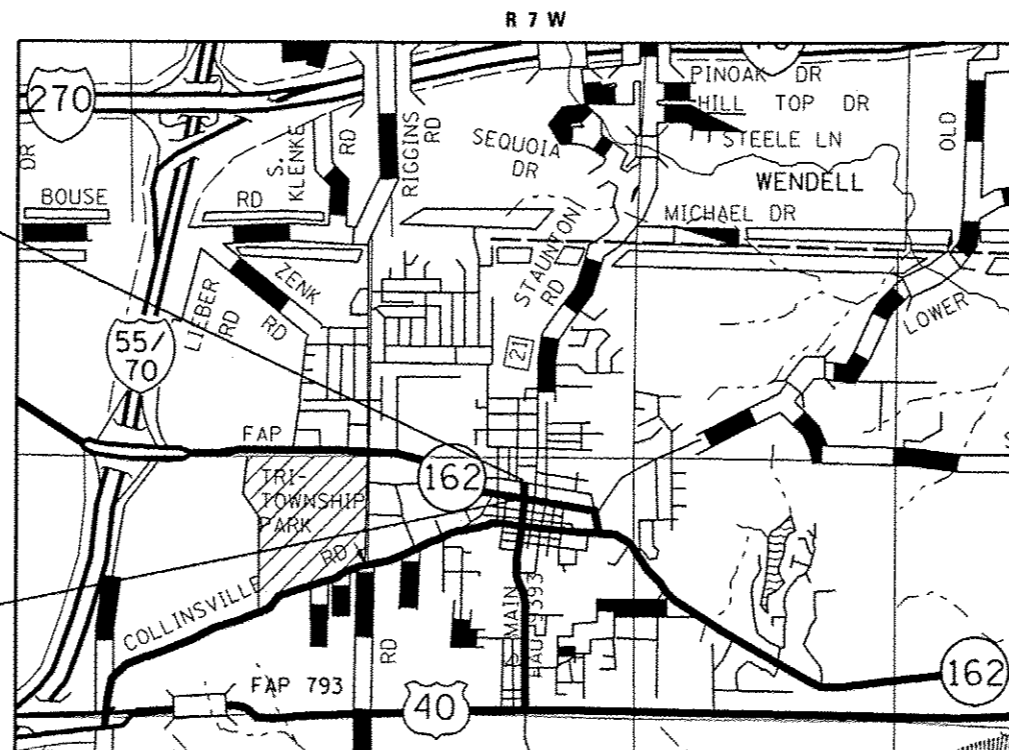 R 7 W
270
PINOAK DR
HILL TOP DR
STEELE LN
SEQUOIA
DR
S.
KLENKE
RD
RIGGINS
RD
OLD
DR
BOUSE
RD
WENDELL
MICHAEL DR
STAUNTON
RD
ZENK
RD
LIEBER
RD
LOWER
55/
70
21
FAP
162
TRI-
TOWNSHIP
PARK
COLLINSVILLE RD
S MAIN
RD
162
FAP 793
40